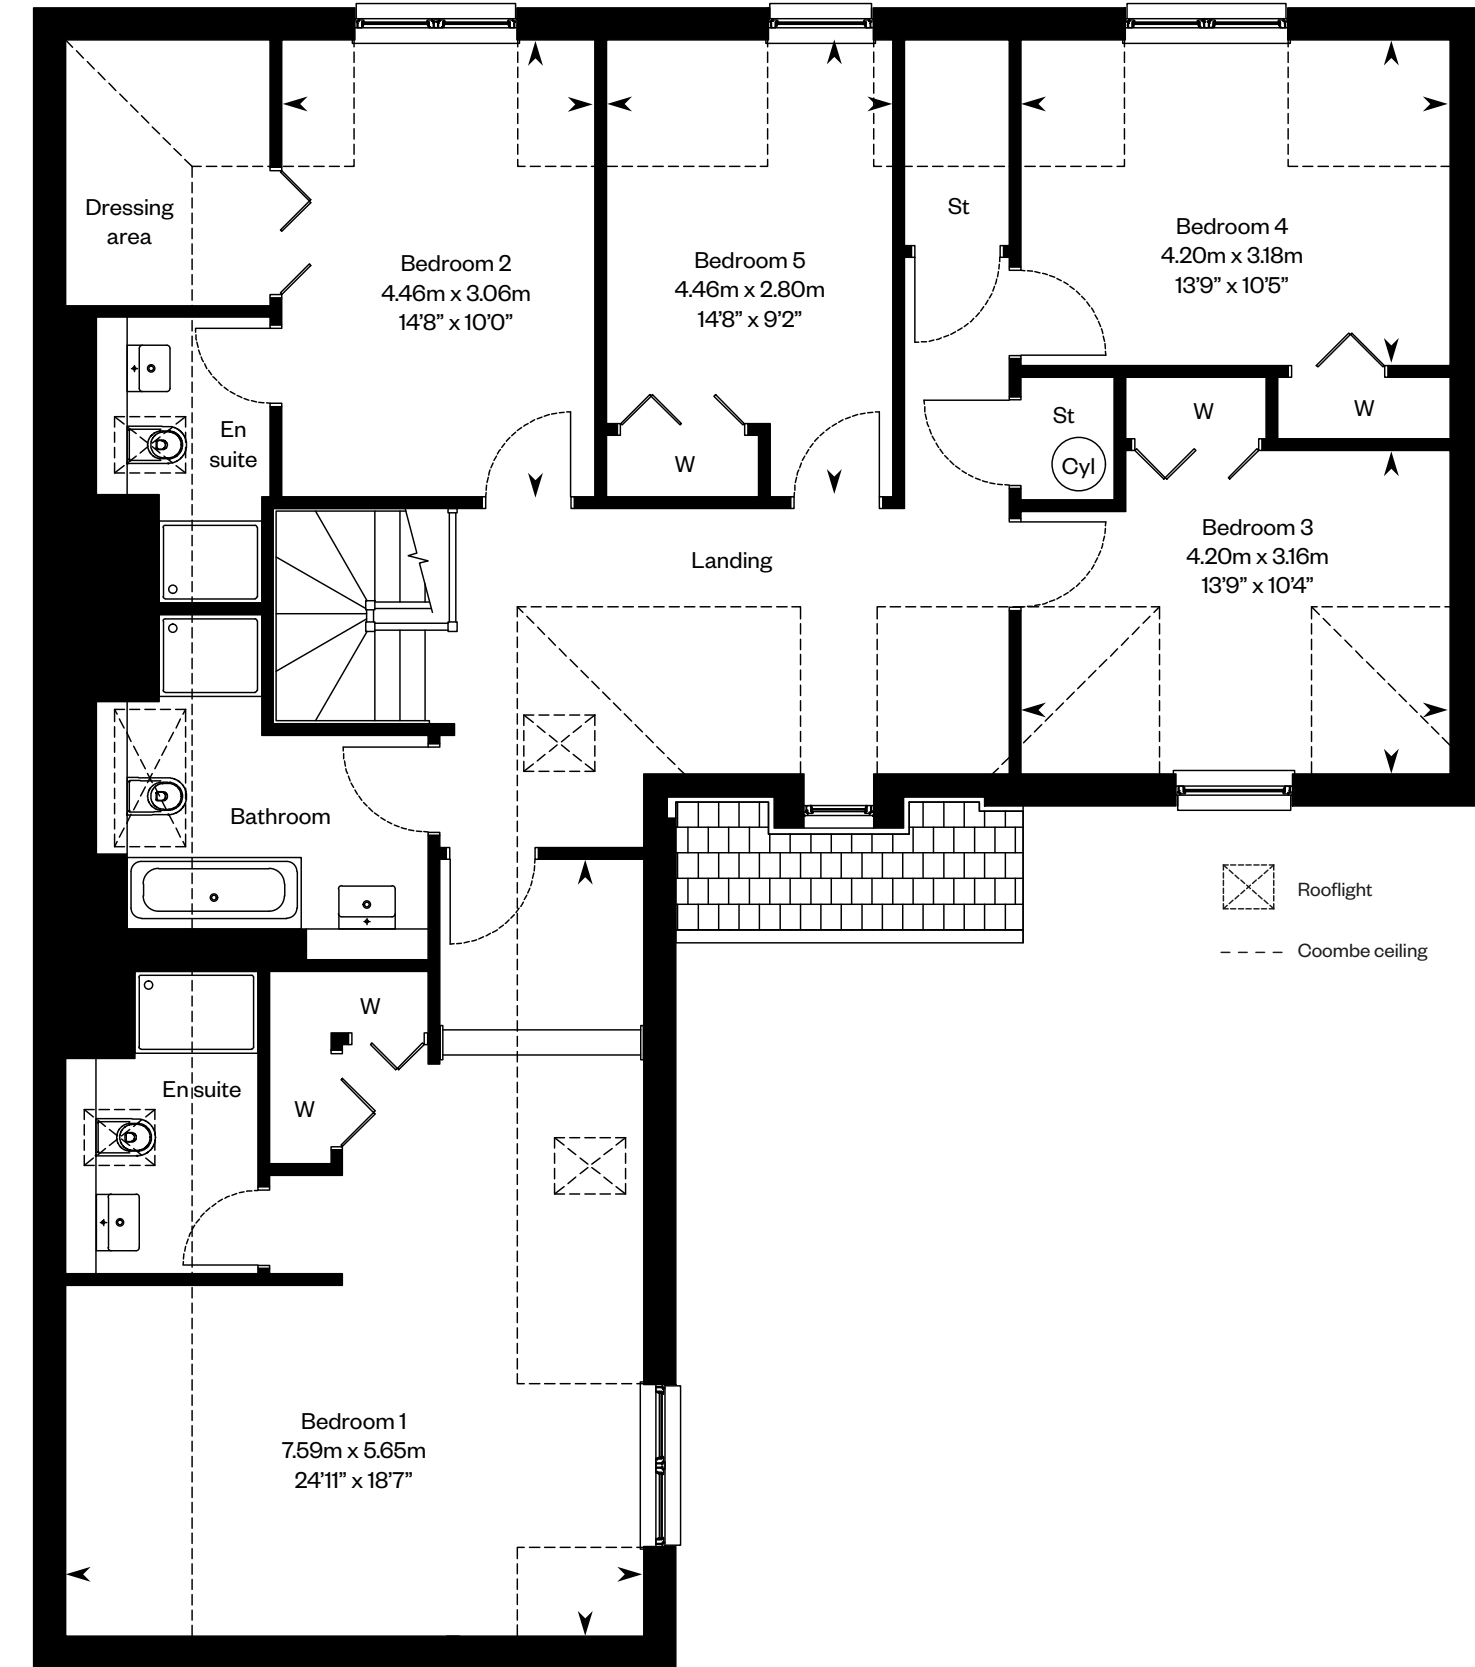 Dressing
area
Bedroom 2
4.46m x 3.06m
14’8” x 10’0”
Bedroom 5
4.46m x 2.80m
14’8” x 9’2”
St
Bedroom 4
4.20m x 3.18m
13’9” x 10’5”
En
suite
W
St
Cyl
W
W
Landing
Bedroom 3
4.20m x 3.16m
13’9” x 10’4”
Bathroom
Rooflight
Coombe ceiling
W
En suite
W
Bedroom 1
7.59m x 5.65m
24’11” x 18’7”